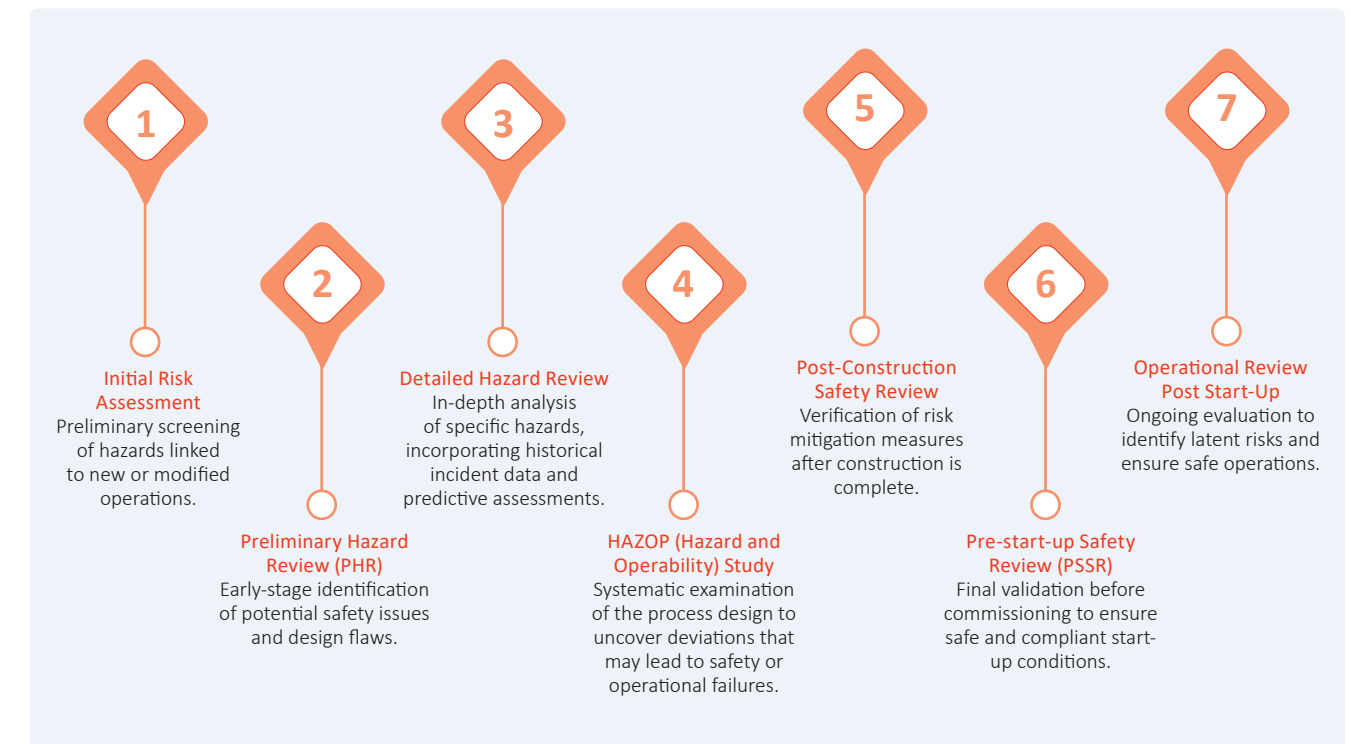 1
Initial Risk
Assessment
Preliminary screening
of hazards linked
to new or modified
operations.
2
Preliminary Hazard
Review (PHR)
Early-stage identification
of potential safety issues
and design flaws.
3
Detailed Hazard Review
In-depth analysis
of specific hazards,
incorporating historical
incident data and
predictive assessments.
4
HAZOP (Hazard and
Operability) Study
Systematic examination
of the process design to
uncover deviations that
may lead to safety or
operational failures.
5
Post-Construction
Safety Review
Verification of risk
mitigation measures
after construction is
complete.
6
Pre-start-up Safety
Review (PSSR)
Final validation before
commissioning to ensure
safe and compliant start-
up conditions.
7
Operational Review
Post Start-Up
Ongoing evaluation to
identify latent risks and
ensure safe operations.